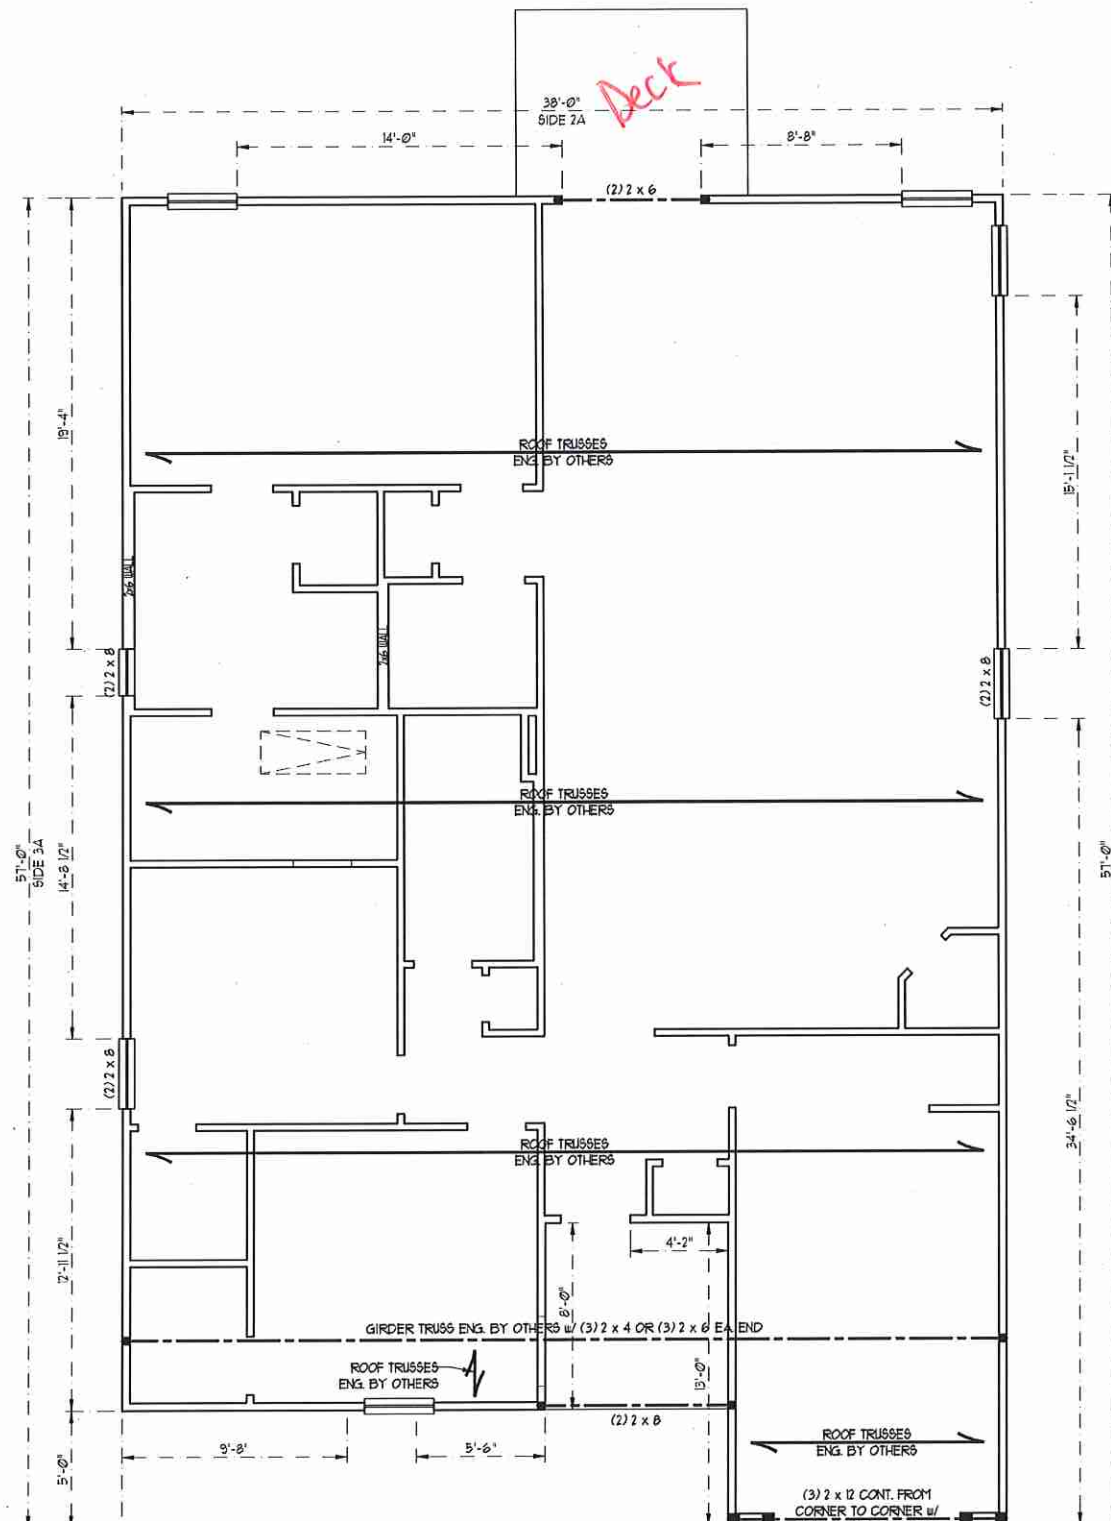 Deck
38'-0"
SIDE 2A
14'-0"
8'-8"
(2) 2 x 6
19'-4"
15'-1 1/2"
ROOF TRUSSES
ENG. BY OTHERS
2x6 WALL
2x6 WALL
(2) 2 x 8
(2) 2 x 8
ROOF TRUSSES
ENG. BY OTHERS
57'-0"
SIDE 3A
14'-8 1/2"
57'-0"
(2) 2 x 8
34'-6 1/2"
ROOF TRUSSES
ENG. BY OTHERS
4'-2"
12'-11 1/2"
8'-0"
GIRDER TRUSS ENG. BY OTHERS w/ (3) 2 x 4 OR (3) 2 x 6 EA. END
ROOF TRUSSES
ENG. BY OTHERS
13'-0"
(2) 2 x 8
9'-8"
5'-6"
5'-0"
ROOF TRUSSES
ENG. BY OTHERS
(3) 2 x 12 CONT. FROM
CORNER TO CORNER w/